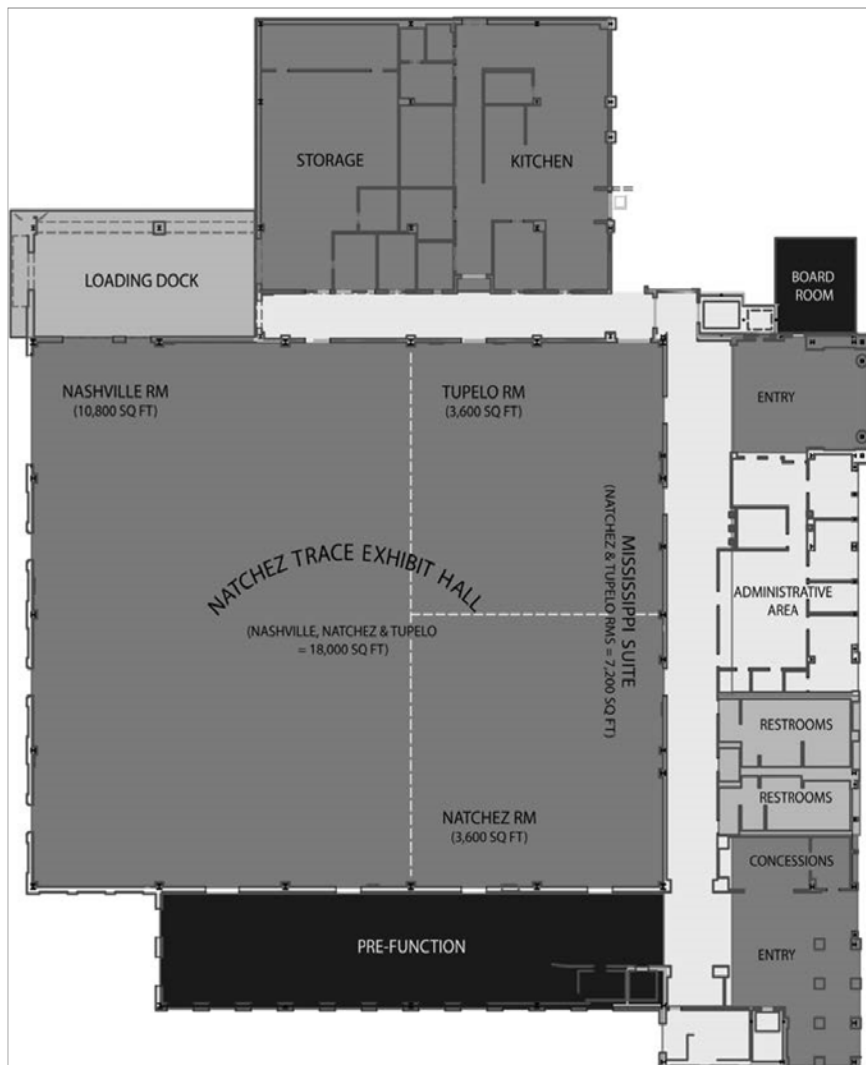 STORAGE
KITCHEN
LOADING DOCK
BOARD
ROOM
NASHVILLE RM
(10,800 SQ FT)
TUPELO RM
(3,600 SQ FT)
ENTRY
NATCHEZ TRACE EXHIBIT HALL
(NASHVILLE, NATCHEZ & TUPELO
= 18,000 SQ FT)
MISSISSIPPI SUITE
(NATCHEZ & TUPELO RMS = 7,200 SQ FT)
ADMINISTRATIVE
AREA
RESTROOMS
RESTROOMS
NATCHEZ RM
(3,600 SQ FT)
CONCESSIONS
PRE-FUNCTION
ENTRY